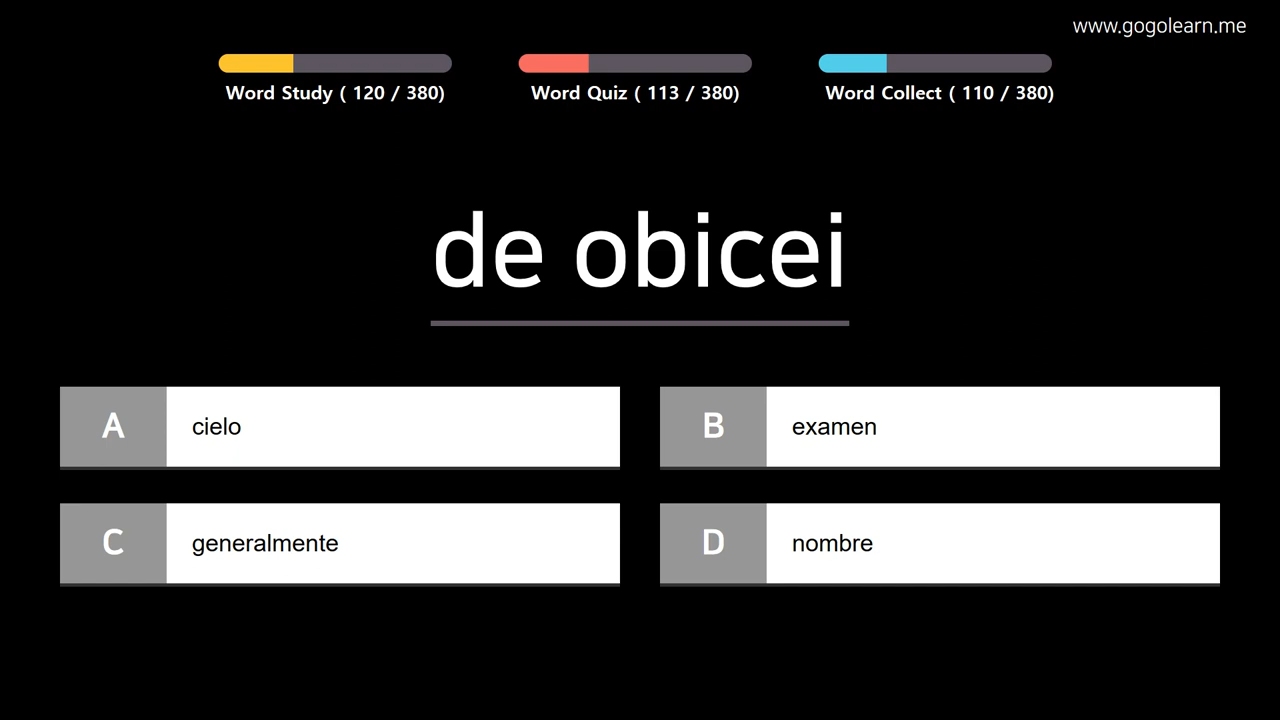 www.gogolearn.me
Word Study ( 120 / 380)
Word Quiz ( 113 / 380)
Word Collect ( 110 / 380)
de obicei
A
cielo
B
examen
C
generalmente
D
nombre